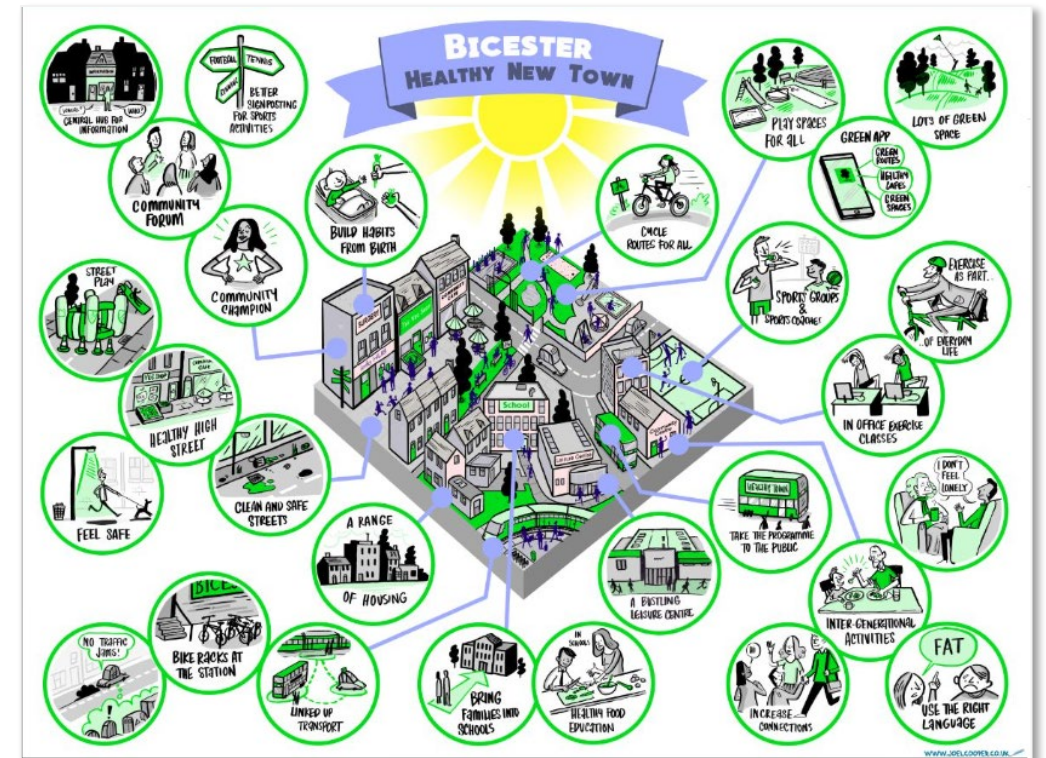 BICESTER
HEALTHY NEW TOWN
CENTRAL HUB FOR
INFORMATION
FOOTBALL
TENNIS
BETTER
SIGNPOSTING
FOR SPORTS
ACTIVITIES
COMMUNITY
FORUM
COMMUNITY
CHAMPION
BUILD HABITS
FROM BIRTH
CYCLE
ROUTES FOR ALL
PLAY SPACES
FOR ALL
LOTS OF GREEN
SPACE
GREEN APP
GREEN
ROUTES
HEALTHY
CAFES
GREEN
SPACES
SPORTS GROUPS
&
SPORTS COACHES
EXERCISE
AS PART...
...OF EVERYDAY
LIFE
STREET
PLAY
HEALTHY HIGH
STREET
FEEL SAFE
CLEAN AND SAFE
STREETS
SURGERY
School
LEISURE CENTRE
IN OFFICE EXERCISE
CLASSES
A RANGE
OF HOUSING
A BUSTLING
LEISURE CENTRE
HEALTHY TOWN
TAKE THE PROGRAMME
TO THE PUBLIC
I DON'T
FEEL
LONELY
INTER-GENERATIONAL
ACTIVITIES
NO TRAFFIC
JAMS!
BICES
BIKE RACKS AT
THE STATION
LINKED UP
TRANSPORT
BRING
FAMILIES INTO
SCHOOLS
IN
SCHOOLS
HEALTHY FOOD
EDUCATION
INCREASE
CONNECTIONS
FAT
USE THE RIGHT
LANGUAGE
WWW.JOELCOOPER.CO.UK